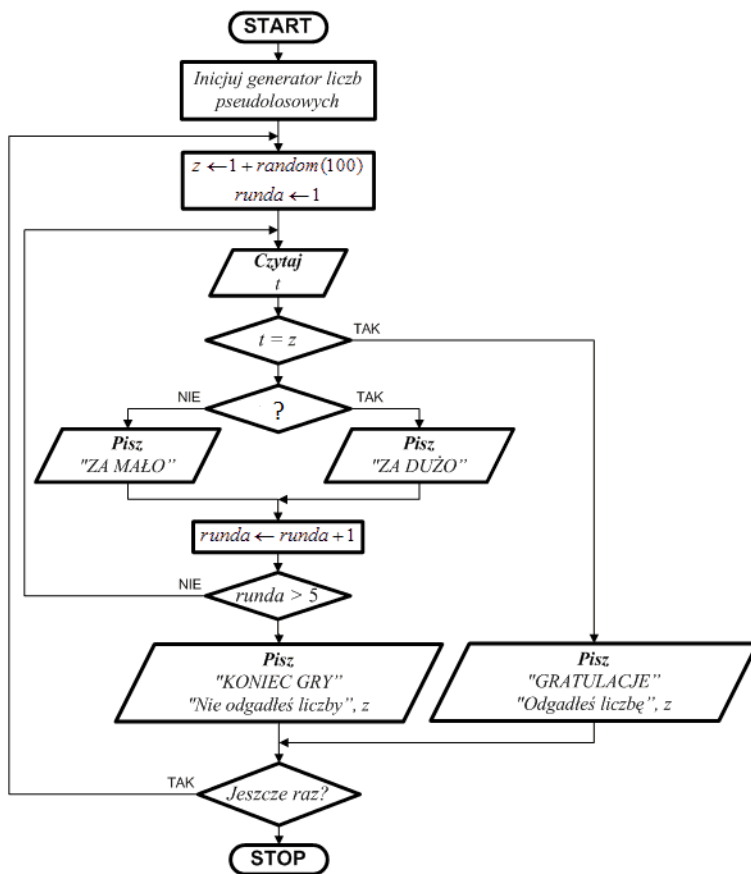 START
Inicjuj generator liczb
pseudolosowych
z ← 1 + random(100)
runda ← 1
Czytaj
t
t = z
TAK
NIE
?
TAK
Pisz
"ZA MAŁO”
Pisz
"ZA DUŻO”
runda ← runda + 1
NIE
runda > 5
Pisz
"KONIEC GRY”
"Nie odgadłeś liczby”, z
Pisz
"GRATULACJE”
"Odgadłeś liczbę”, z
TAK
Jeszcze raz?
STOP